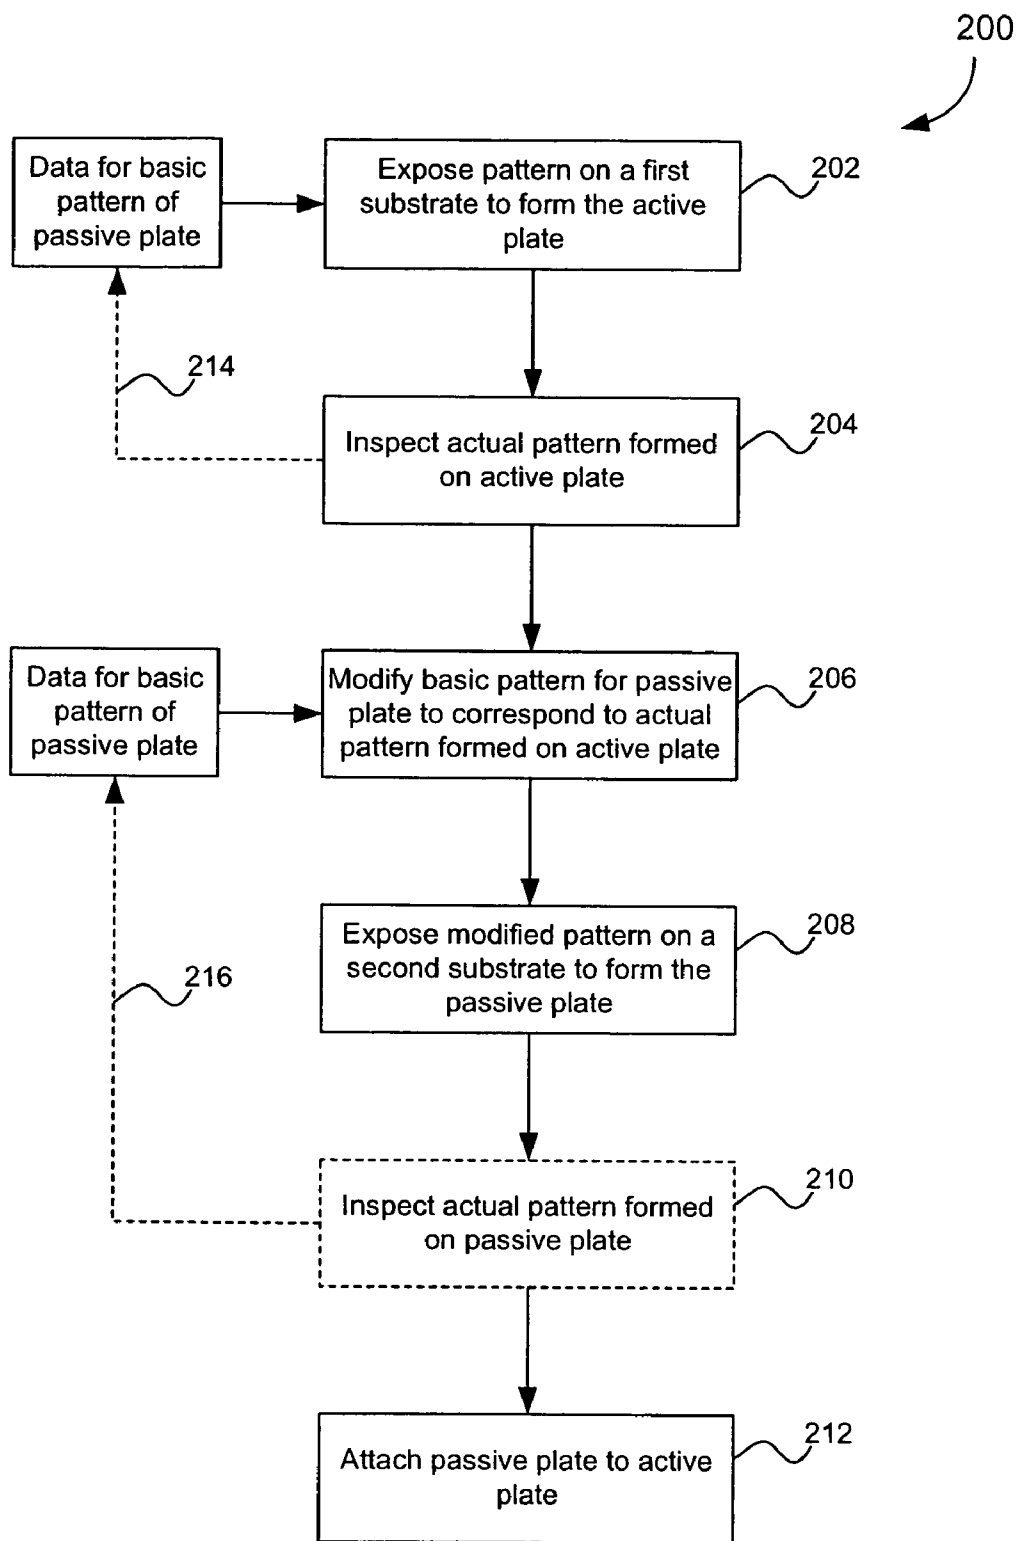 200
Data for basic
pattern of
passive plate
Expose pattern on a first
substrate to form the active
plate
202
214
Inspect actual pattern formed
on active plate
204
Data for basic
pattern of
passive plate
Modify basic pattern for passive
plate to correspond to actual
pattern formed on active plate
206
Expose modified pattern on a
second substrate to form the
passive plate
208
216
Inspect actual pattern formed
on passive plate
210
Attach passive plate to active
plate
212